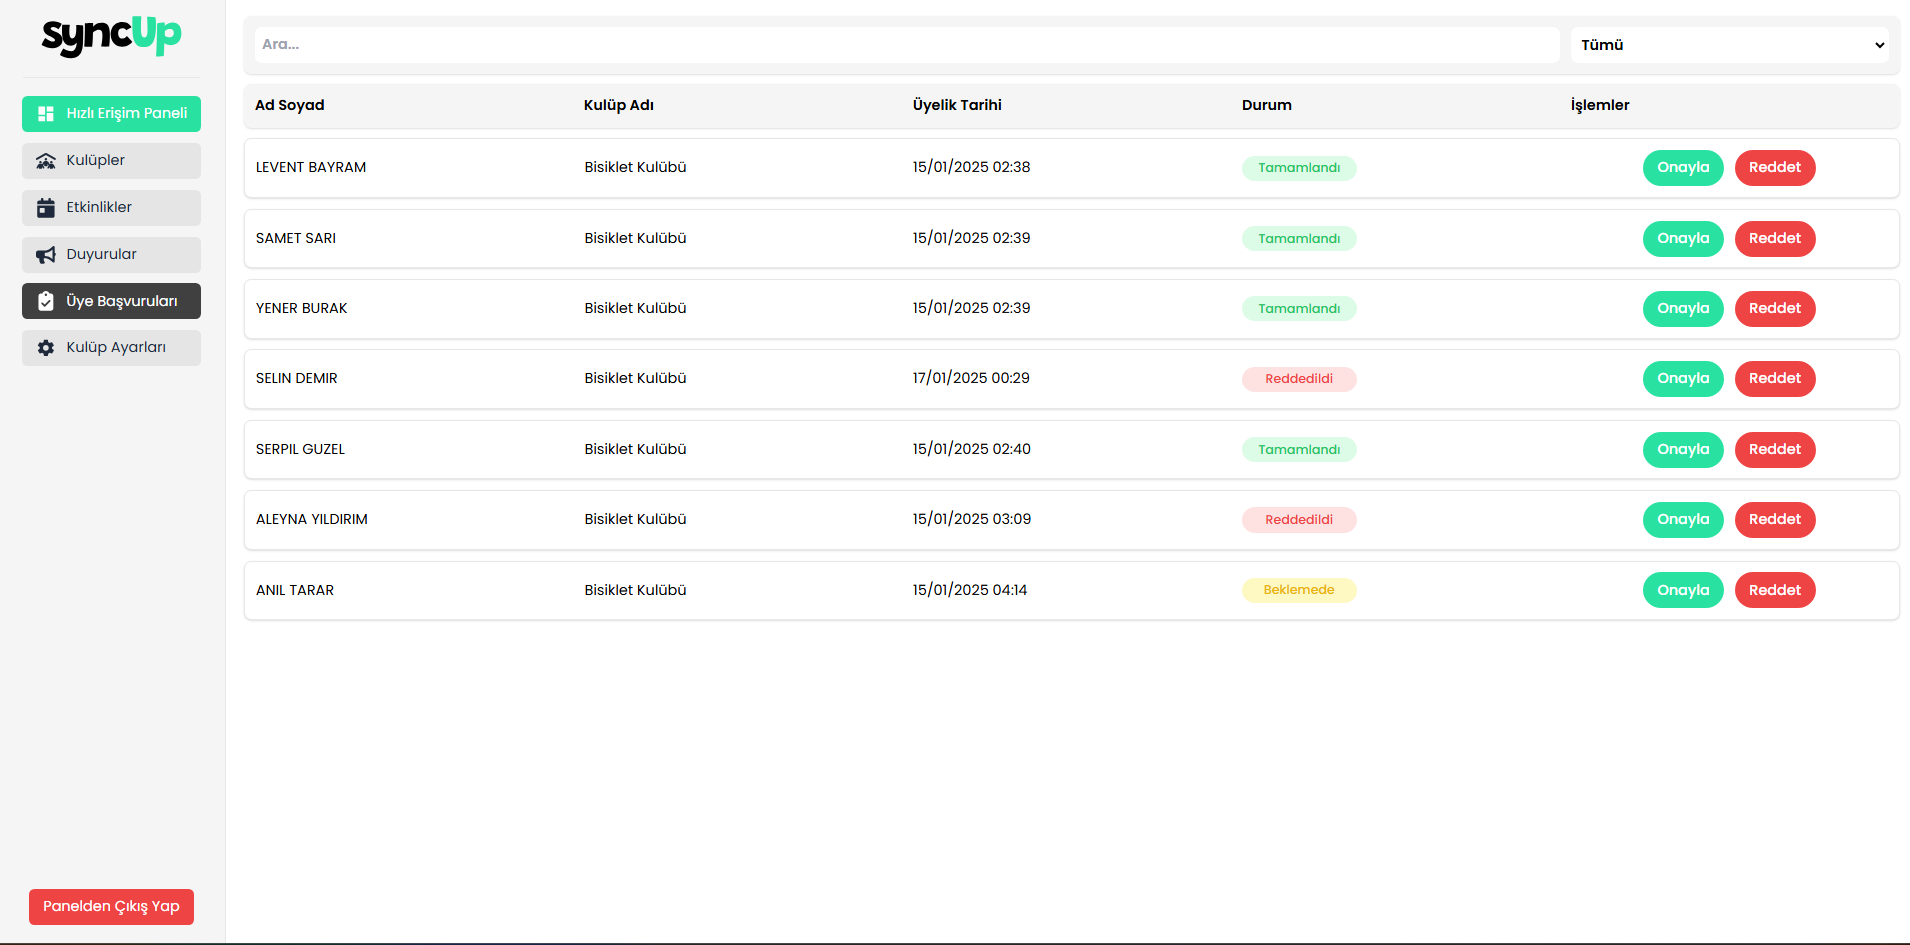 syncUp
Hızlı Erişim Paneli
Kulüpler
Etkinlikler
Duyurular
Üye Başvuruları
Kulüp Ayarları
Panelden Çıkış Yap
Ara...
Tümü
Ad Soyad Kulüp Adı Üyelik Tarihi Durum İşlemler
LEVENT BAYRAM Bisiklet Kulübü 15/01/2025 02:38 Tamamlandı Onayla Reddet
SAMET SARI Bisiklet Kulübü 15/01/2025 02:39 Tamamlandı Onayla Reddet
YENER BURAK Bisiklet Kulübü 15/01/2025 02:39 Tamamlandı Onayla Reddet
SELIN DEMIR Bisiklet Kulübü 17/01/2025 00:29 Reddedildi Onayla Reddet
SERPIL GUZEL Bisiklet Kulübü 15/01/2025 02:40 Tamamlandı Onayla Reddet
ALEYNA YILDIRIM Bisiklet Kulübü 15/01/2025 03:09 Reddedildi Onayla Reddet
ANIL TARAR Bisiklet Kulübü 15/01/2025 04:14 Beklemede Onayla Reddet